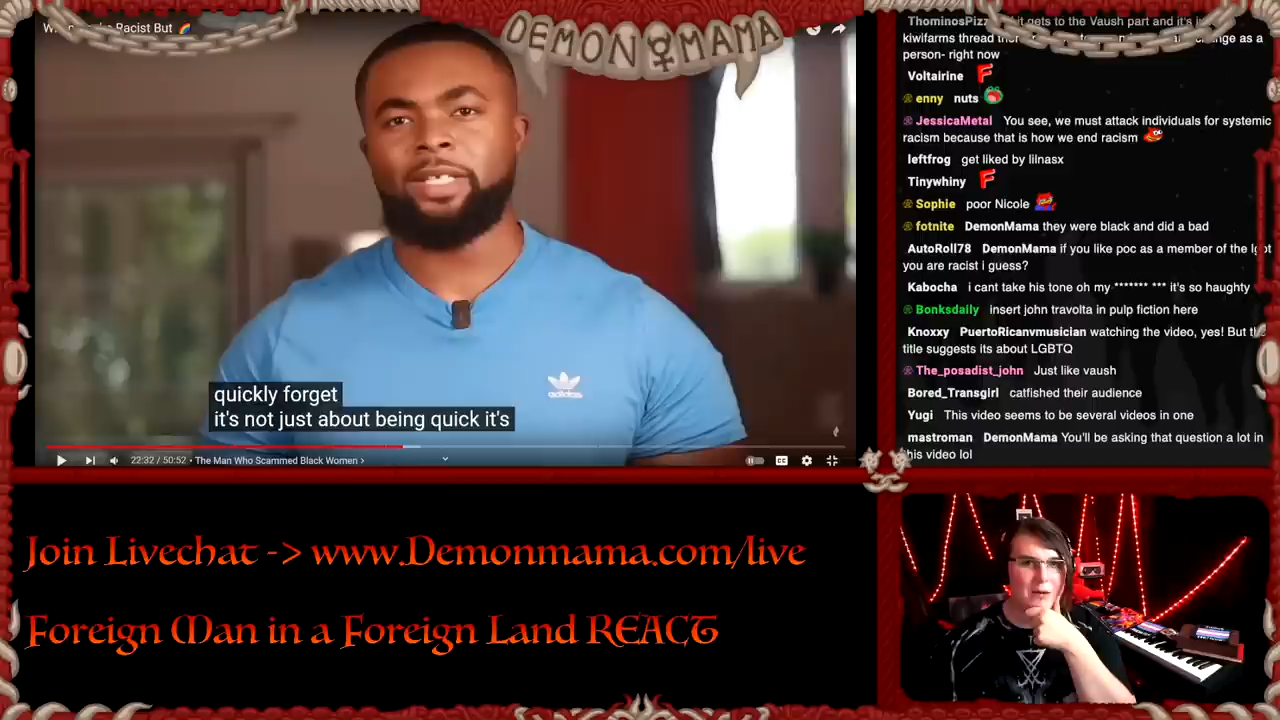 Racist But
DEMON MAMA
quickly forget
it's not just about being quick it's
adidas
22:32 / 50:52 • The Man Who Scammed Black Women >
CC
ThominosPizz it gets to the Vaush part and it's
kiwifarms thread as a
person- right now
Voltairine
enny nuts
JessicaMetal You see, we must attack individuals for systemic
racism because that is how we end racism
leftfrog get liked by lilnasx
Tinywhiny
Sophie poor Nicole
fotnite DemonMama they were black and did a bad
AutoRoll78 DemonMama if you like poc as a member of the
you are racist i guess?
Kabocha i cant take his tone oh my ******* *** it's so haughty
Bonksdaily insert john travolta in pulp fiction here
Knoxxy PuertoRicanvmusician watching the video, yes! But the
title suggests its about LGBTQ
The_posadist_john Just like vaush
Bored_Transgirl catfished their audience
Yugi This video seems to be several videos in one
mastroman DemonMama You'll be asking that question a lot in
this video lol
Join Livechat -> www.Demonmama.com/live
Foreign Man in a Foreign Land REACT